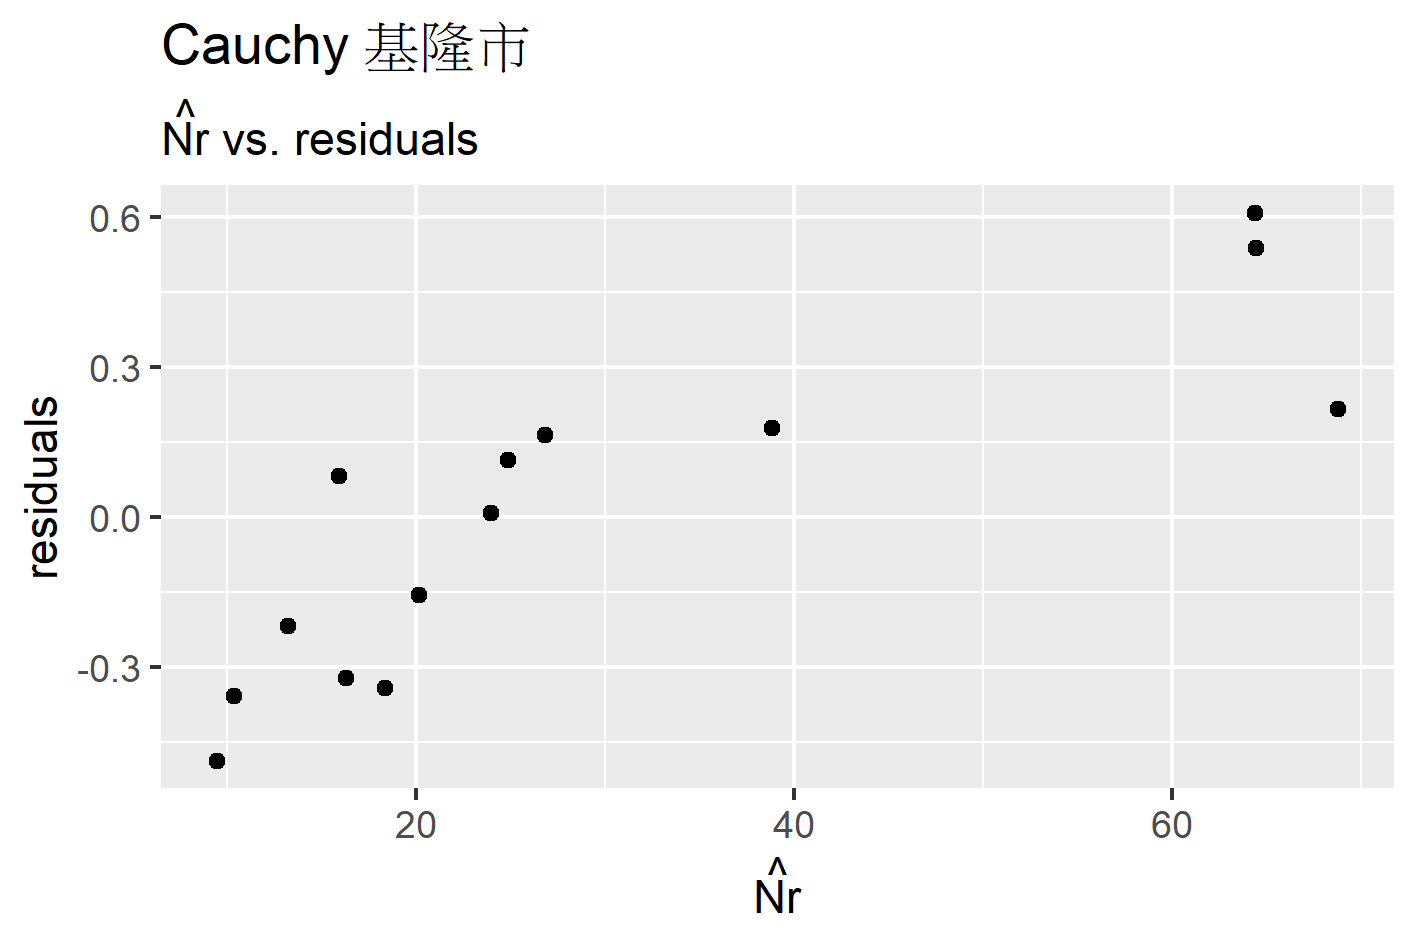 Cauchy 基隆市
N̂r vs. residuals
residuals
0.6
0.3
0.0
-0.3
20 40 60
N̂r